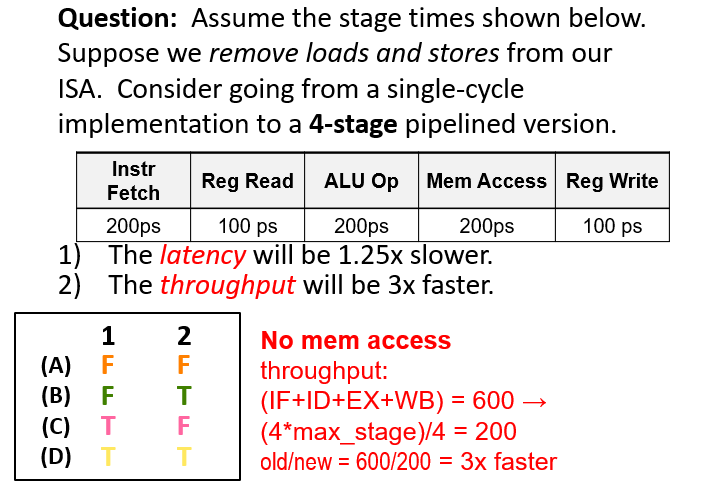 Question: Assume the stage times shown below.
Suppose we remove loads and stores from our
ISA. Consider going from a single-cycle
implementation to a 4-stage pipelined version.
Instr Fetch Reg Read ALU Op Mem Access Reg Write
200ps 100 ps 200ps 200ps 100 ps
1) The latency will be 1.25x slower.
2) The throughput will be 3x faster.
1 2
(A) F F
(B) F T
(C) T F
(D) T T
No mem access
throughput:
(IF+ID+EX+WB) = 600 →
(4*max_stage)/4 = 200
old/new = 600/200 = 3x faster